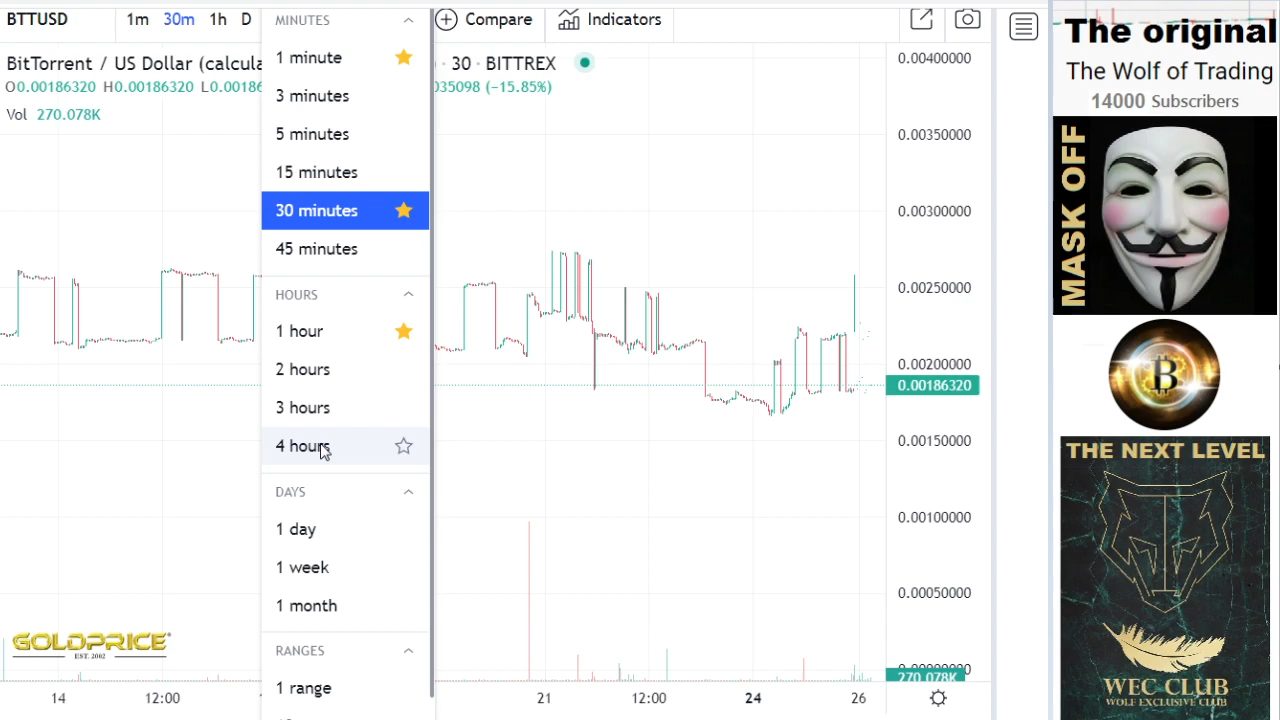 BTTUSD
1m 30m 1h D
MINUTES
Compare
Indicators
BitTorrent / US Dollar (calcula
· 30 · BITTREX
O0.00186320 H0.00186320 L0.00186
035098 (−15.85%)
Vol 270.078K
1 minute
3 minutes
5 minutes
15 minutes
30 minutes
45 minutes
HOURS
1 hour
2 hours
3 hours
4 hours
DAYS
1 day
1 week
1 month
RANGES
1 range
0.00400000
0.00350000
0.00300000
0.00250000
0.00200000
0.00186320
0.00150000
0.00100000
0.00050000
270.078K
14
12:00
21
12:00
24
26
GOLDPRICE
EST. 2002
The original
The Wolf of Trading
14000 Subscribers
MASK OFF
B
THE NEXT LEVEL
WEC CLUB
WOLF EXCLUSIVE CLUB